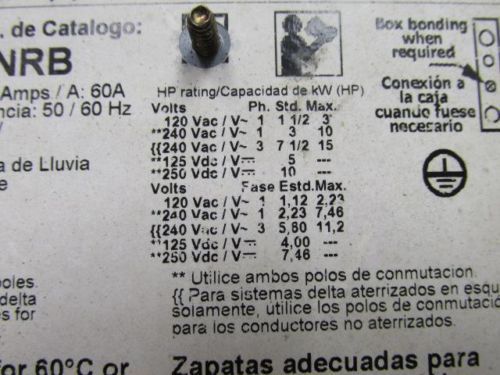 . de Catalogo:
NRB
Amps / A: 60A
encia: 50 / 60 Hz
a de Lluvia
e
HP rating/Capacidad de kW (HP)
Volts Ph. Std. Max.
120 Vac / V~ 1 1 1/2 3
**240 Vac / V~ 1 3 10
{{240 Vac / V~ 3 7 1/2 15
**125 Vdc / V⎓ 5 ---
**250 Vdc / V⎓ 10 ---
Volts Fase Estd. Max.
120 Vac / V~ 1 1,12 2,23
**240 Vac / V~ 1 2,23 7,46
{{240 Vac / V~ 3 5,60 11,2
**125 Vdc / V⎓ 4,00 ---
**250 Vdc / V⎓ 7,46 ---
Box bonding
when
required
Conexión a
la caja
cuando fuese
necesario
oles.
delta
es for
** Utilice ambos polos de conmutacion.
{{ Para sistemas delta aterrizados en esqu
solamente, utilice los polos de conmutac
para los conductores no aterrizados.
for 60°C or
Zapatas adecuadas para